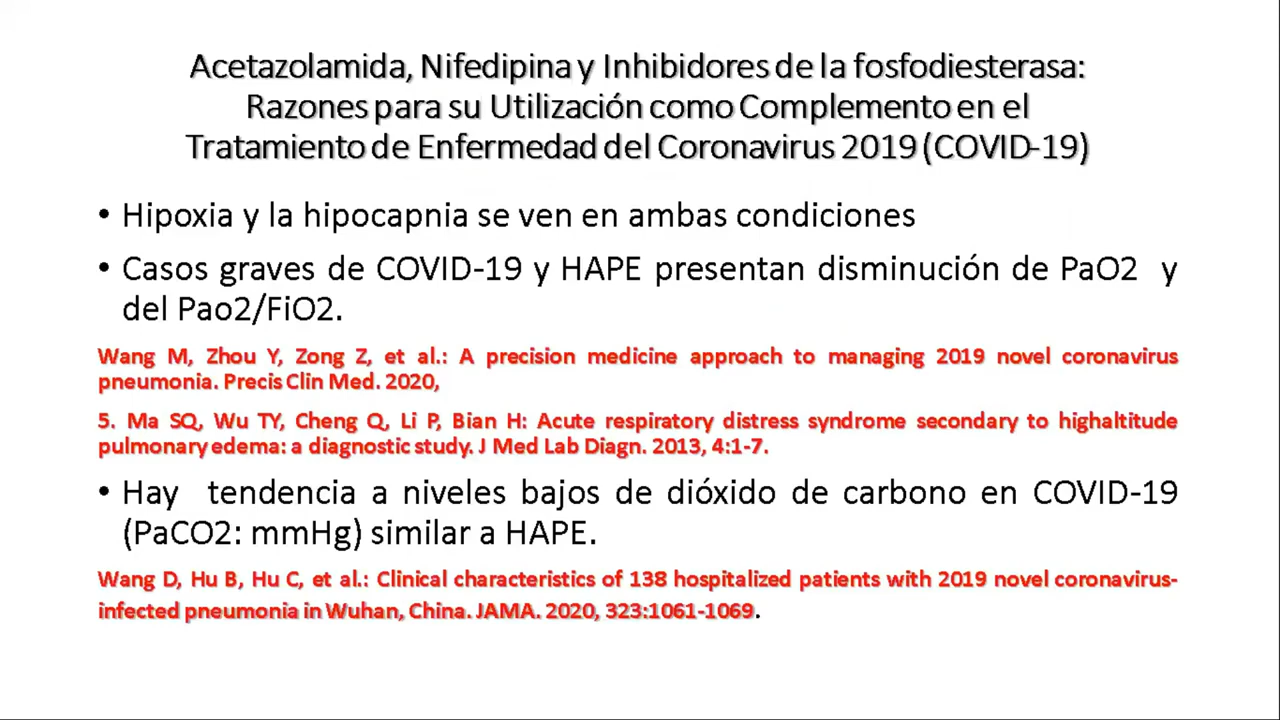 Acetazolamida, Nifedipina y Inhibidores de la fosfodiesterasa:
Razones para su Utilización como Complemento en el
Tratamiento de Enfermedad del Coronavirus 2019 (COVID-19)
• Hipoxia y la hipocapnia se ven en ambas condiciones
• Casos graves de COVID-19 y HAPE presentan disminución de PaO2 y
del Pao2/FiO2.
Wang M, Zhou Y, Zong Z, et al.: A precision medicine approach to managing 2019 novel coronavirus
pneumonia. Precis Clin Med. 2020,
5. Ma SQ, Wu TY, Cheng Q, Li P, Bian H: Acute respiratory distress syndrome secondary to highaltitude
pulmonary edema: a diagnostic study. J Med Lab Diagn. 2013, 4:1-7.
• Hay tendencia a niveles bajos de dióxido de carbono en COVID-19
(PaCO2: mmHg) similar a HAPE.
Wang D, Hu B, Hu C, et al.: Clinical characteristics of 138 hospitalized patients with 2019 novel coronavirus-
infected pneumonia in Wuhan, China. JAMA. 2020, 323:1061-1069.